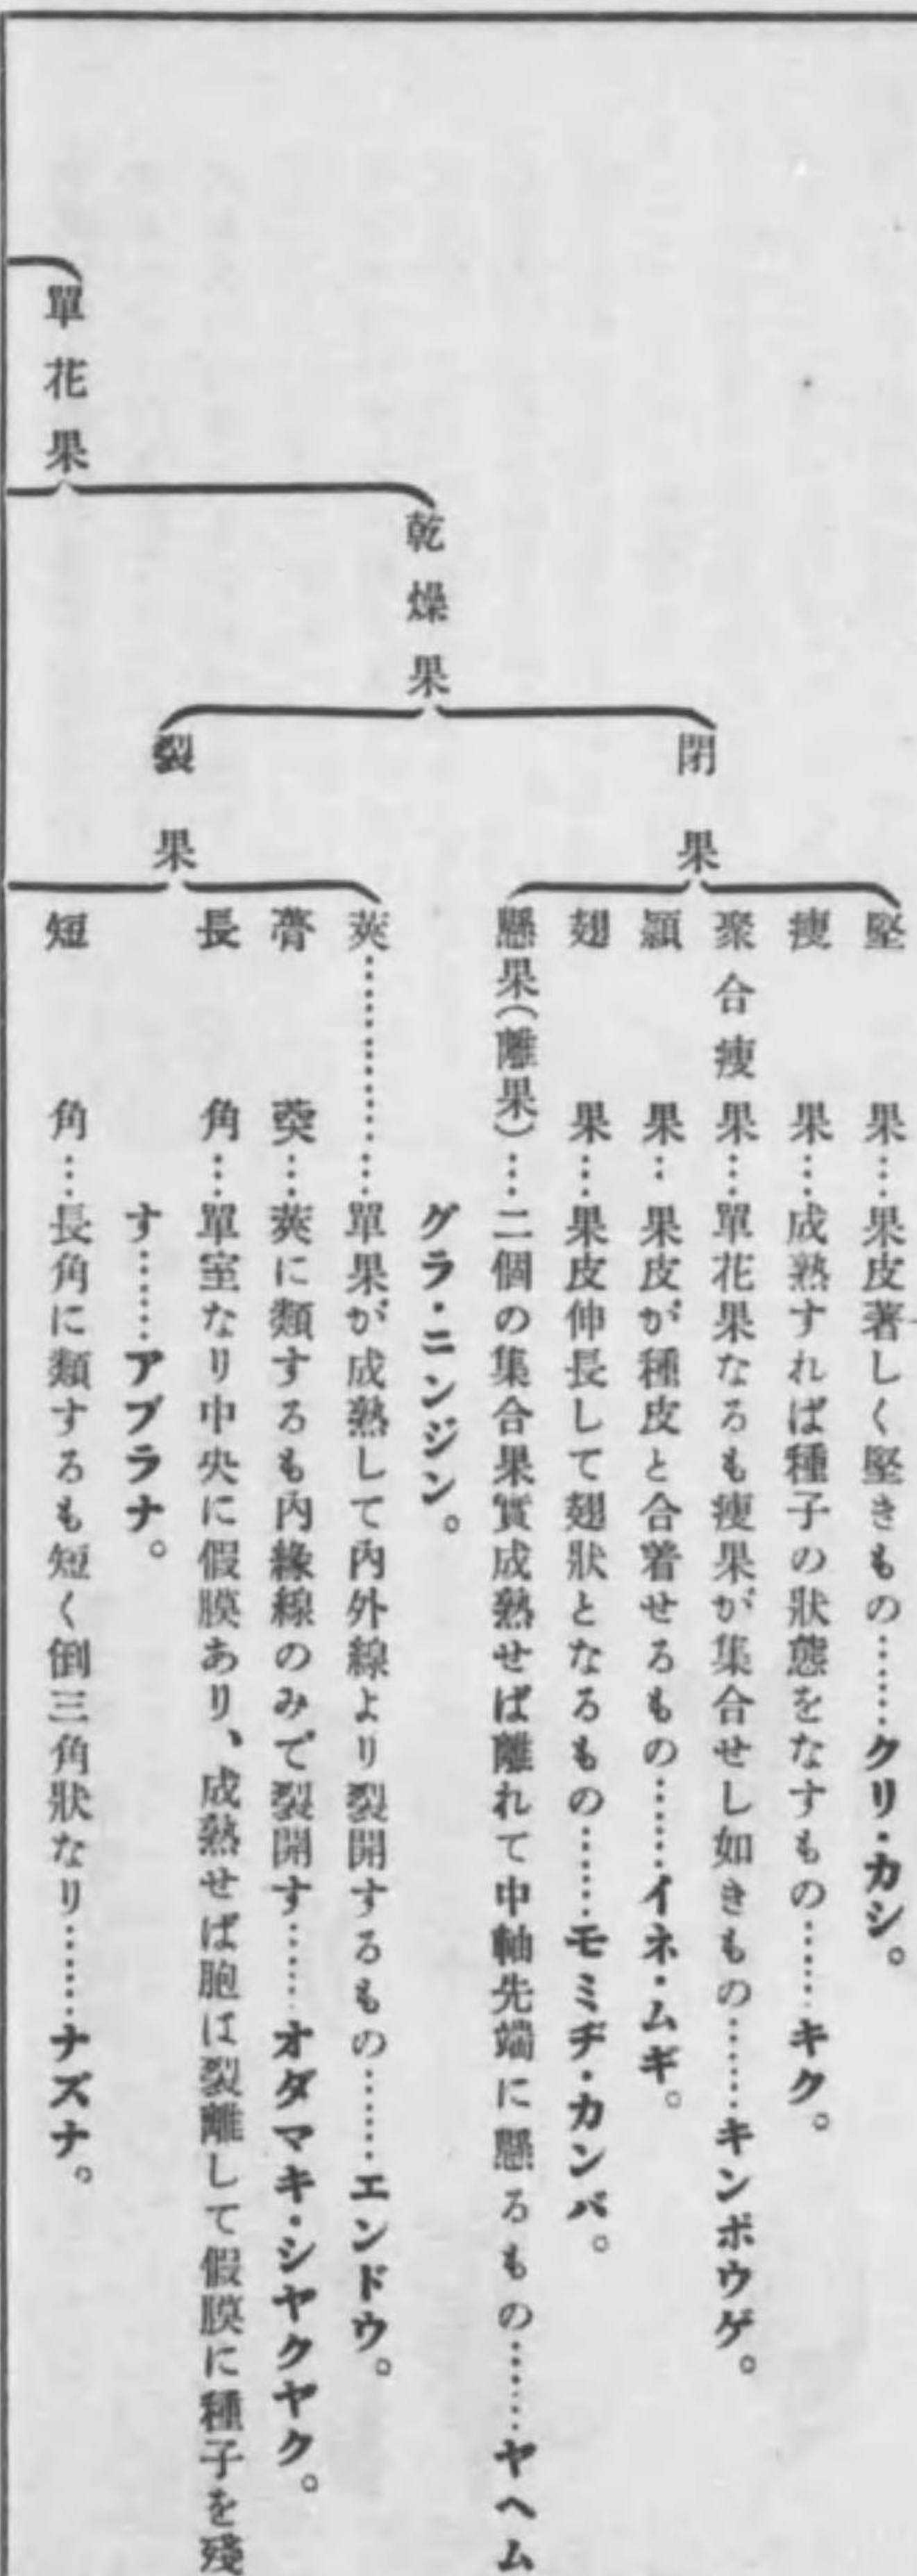 堅果…果皮著しく堅きもの……クリ・カシ。
瘦果…成熟すれば種子の狀態をなすもの……キク。
聚合瘦果…單花果なるも瘦果が集合せし如きもの……キンポウゲ。
閉果
穎果…果皮が種皮と合着せるもの……イネ・ムギ。
翅果…果皮伸長して翅狀となるもの……モミヂ・カンバ。
懸果(離果)…二個の集合果實成熟せば離れて中軸先端に懸るもの……ヤヘム
グラ・ニンジン。
乾燥果
莢…………單果が成熟して內外線より裂開するもの……エンドウ。
蓇葖…莢に類するも內緣線のみで裂開す……オダマキ・シヤクヤク。
長角…單室なり中央に假膜あり、成熟せば胞は裂離して假膜に種子を殘
裂果
す……アブラナ。
短角…長角に類するも短く倒三角狀なり……ナズナ。
單花果